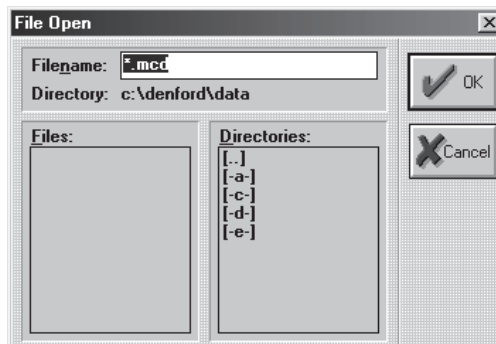 File Open
Filename: *.mcd
Directory: c:\denford\data
OK
Files:
Directories:
[..]
[-a-]
[-c-]
[-d-]
[-e-]
Cancel